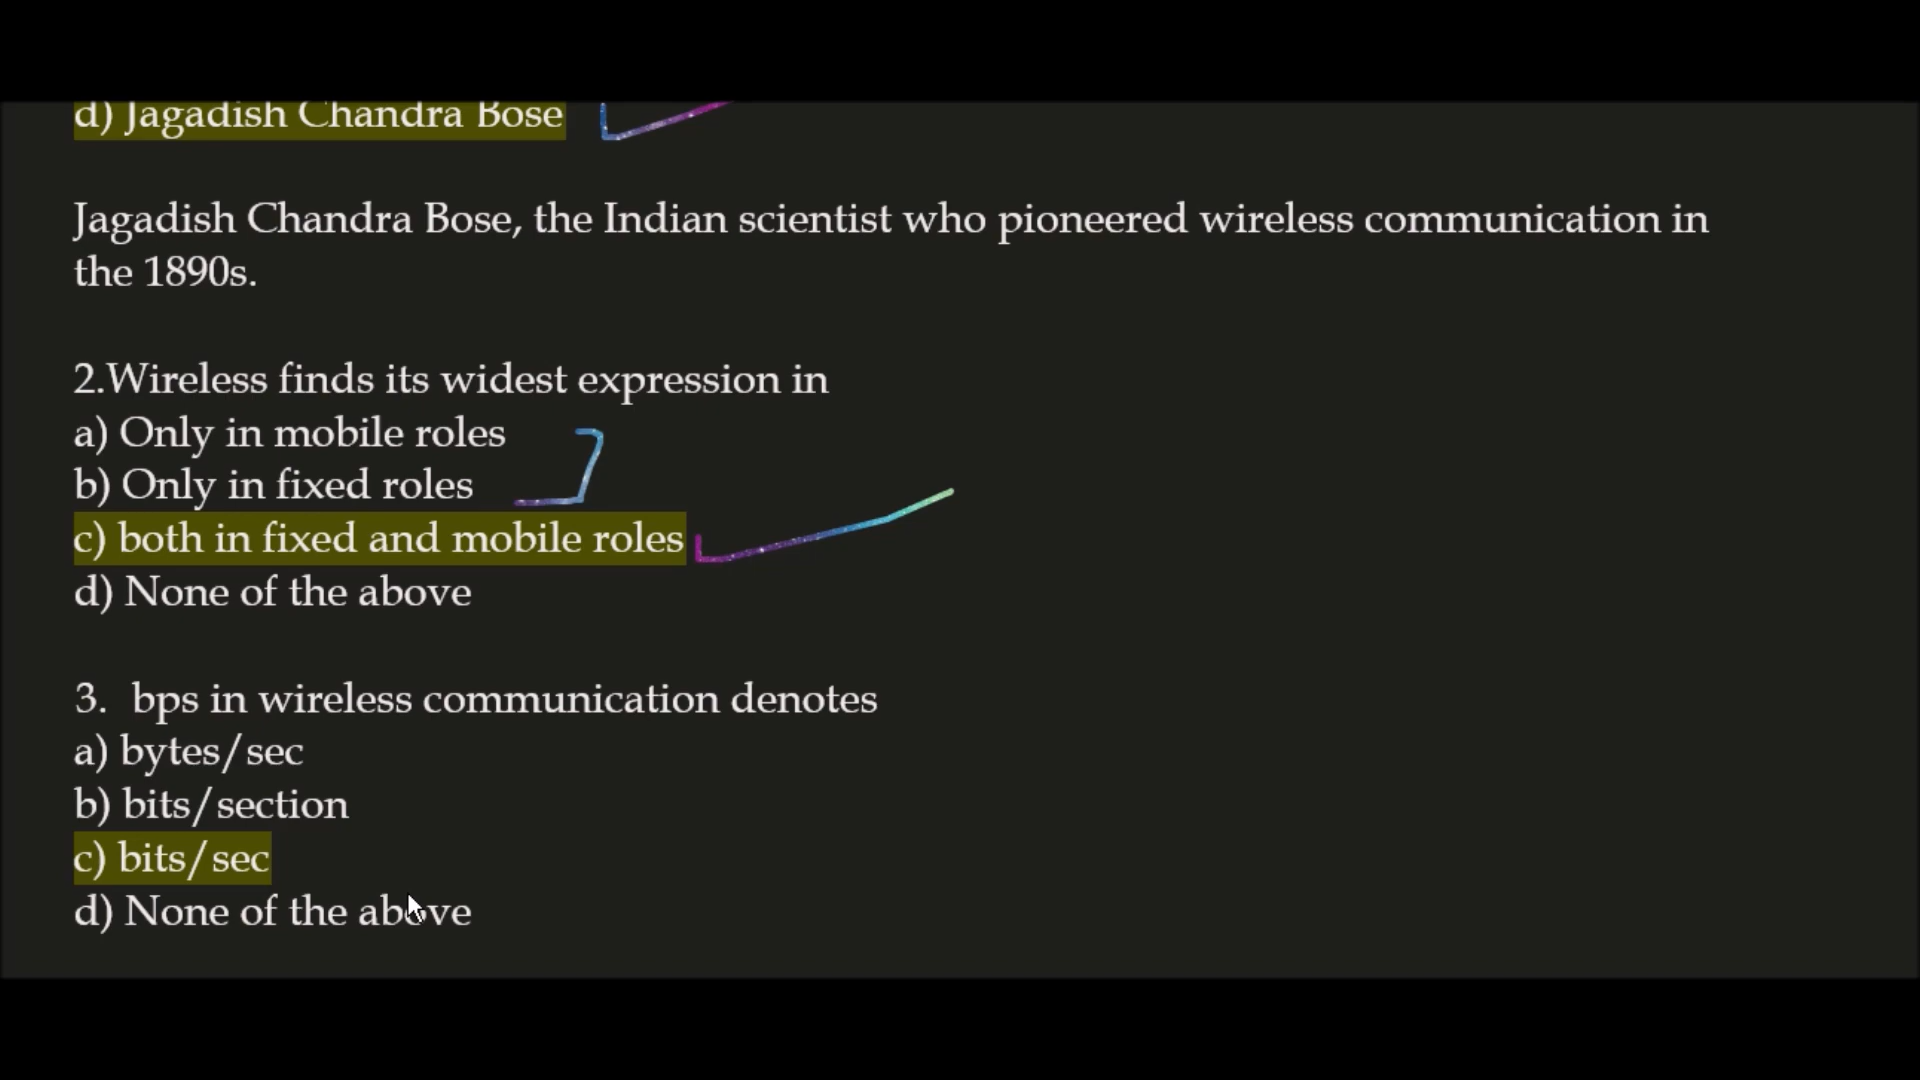 d) Jagadish Chandra Bose
Jagadish Chandra Bose, the Indian scientist who pioneered wireless communication in
the 1890s.
2.Wireless finds its widest expression in
a) Only in mobile roles
b) Only in fixed roles
c) both in fixed and mobile roles
d) None of the above
3. bps in wireless communication denotes
a) bytes/sec
b) bits/section
c) bits/sec
d) None of the above